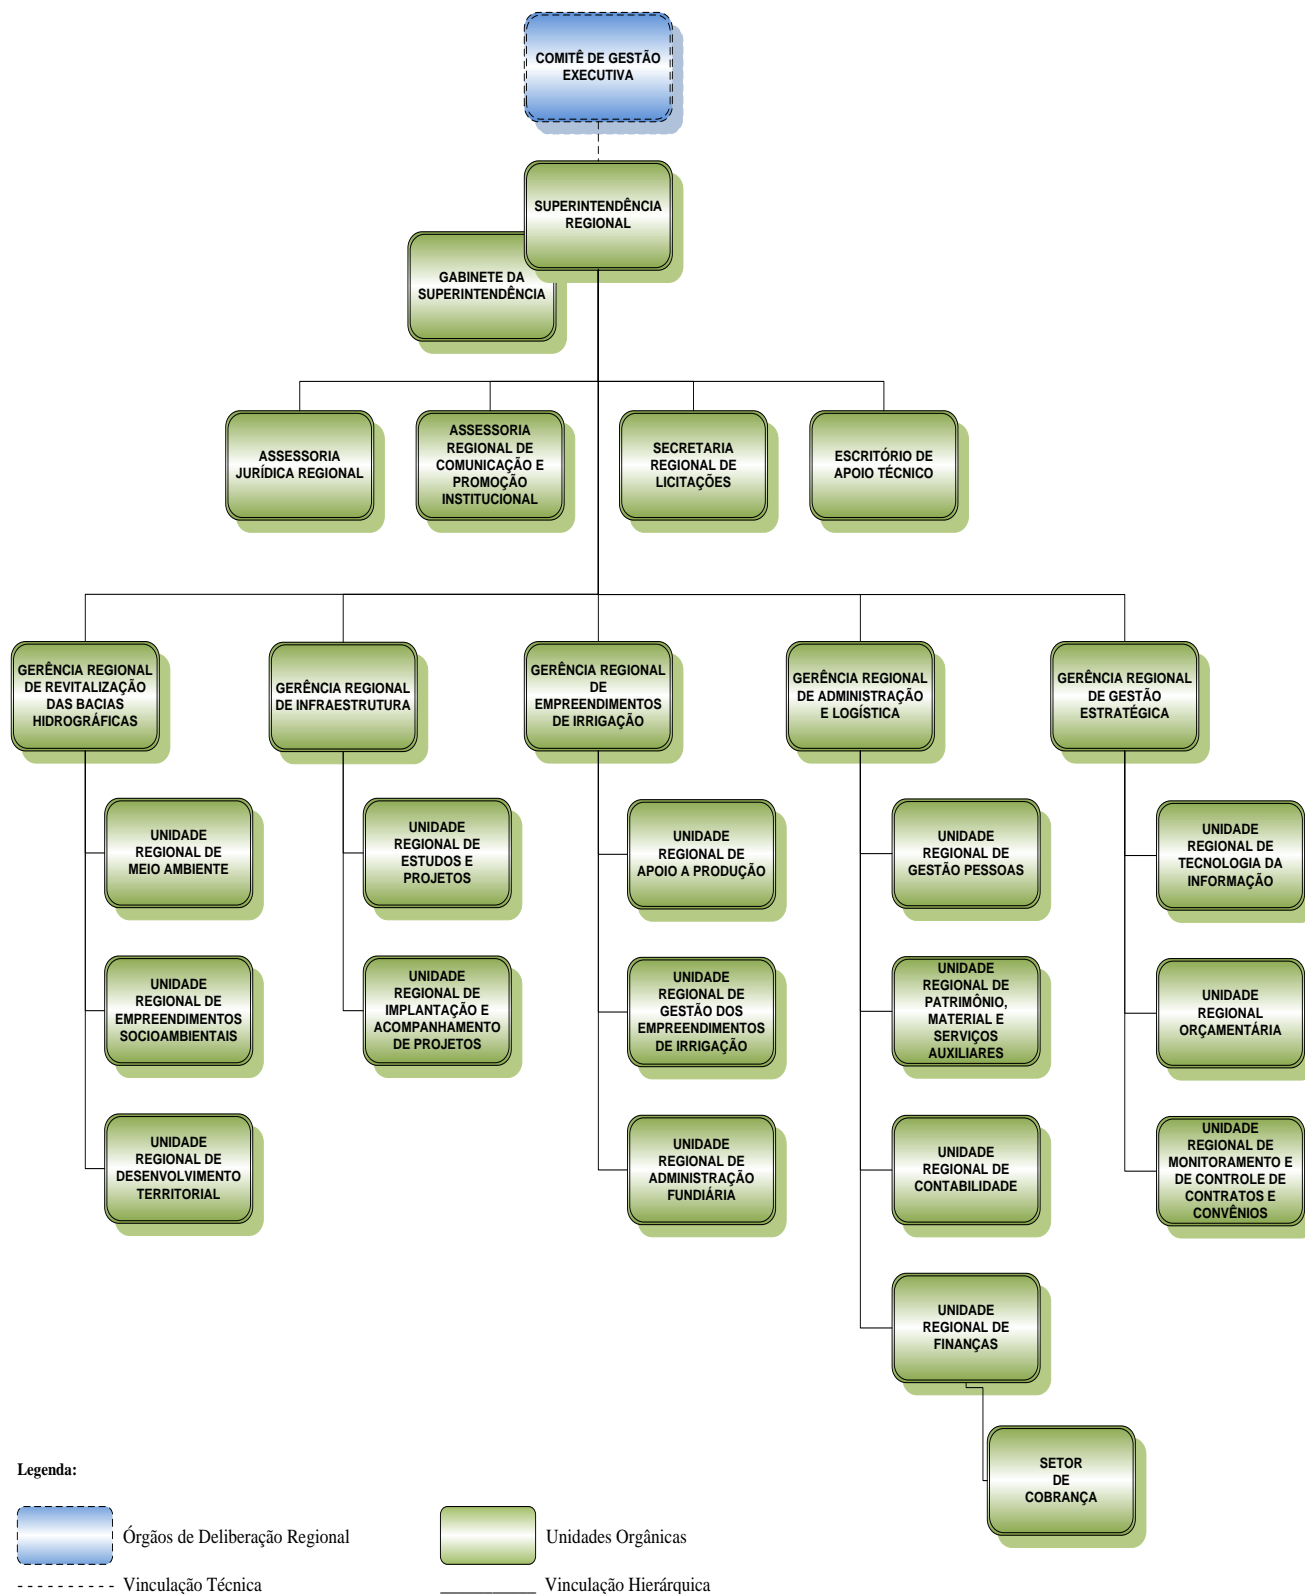 COMITÊ DE GESTÃO
EXECUTIVA
SUPERINTENDÊNCIA
REGIONAL
GABINETE DA
SUPERINTENDÊNCIA
ASSESSORIA
JURÍDICA REGIONAL
ASSESSORIA
REGIONAL DE
COMUNICAÇÃO E
PROMOÇÃO
INSTITUCIONAL
SECRETARIA
REGIONAL DE
LICITAÇÕES
ESCRITÓRIO DE
APOIO TÉCNICO
GERÊNCIA REGIONAL
DE REVITALIZAÇÃO
DAS BACIAS
HIDROGRÁFICAS
GERÊNCIA REGIONAL
DE INFRAESTRUTURA
GERÊNCIA REGIONAL
DE
EMPREENDIMENTOS
DE IRRIGAÇÃO
GERÊNCIA REGIONAL
DE ADMINISTRAÇÃO
E LOGÍSTICA
GERÊNCIA REGIONAL
DE GESTÃO
ESTRATÉGICA
UNIDADE
REGIONAL DE
MEIO AMBIENTE
UNIDADE
REGIONAL DE
ESTUDOS E
PROJETOS
UNIDADE
REGIONAL DE
APOIO A PRODUÇÃO
UNIDADE
REGIONAL DE
GESTÃO PESSOAS
UNIDADE
REGIONAL DE
TECNOLOGIA DA
INFORMAÇÃO
UNIDADE
REGIONAL DE
EMPREENDIMENTOS
SOCIOAMBIENTAIS
UNIDADE
REGIONAL DE
IMPLANTAÇÃO E
ACOMPANHAMENTO
DE PROJETOS
UNIDADE
REGIONAL DE
GESTÃO DOS
EMPREENDIMENTOS
DE IRRIGAÇÃO
UNIDADE
REGIONAL DE
PATRIMÔNIO,
MATERIAL E
SERVIÇOS
AUXILIARES
UNIDADE
REGIONAL
ORÇAMENTÁRIA
UNIDADE
REGIONAL DE
DESENVOLVIMENTO
TERRITORIAL
UNIDADE
REGIONAL DE
ADMINISTRAÇÃO
FUNDIÁRIA
UNIDADE
REGIONAL DE
CONTABILIDADE
UNIDADE
REGIONAL DE
MONITORAMENTO E
DE CONTROLE DE
CONTRATOS E
CONVÊNIOS
UNIDADE
REGIONAL DE
FINANÇAS
SETOR
DE
COBRANÇA
Legenda:
Órgãos de Deliberação Regional
Unidades Orgânicas
Vinculação Técnica
Vinculação Hierárquica